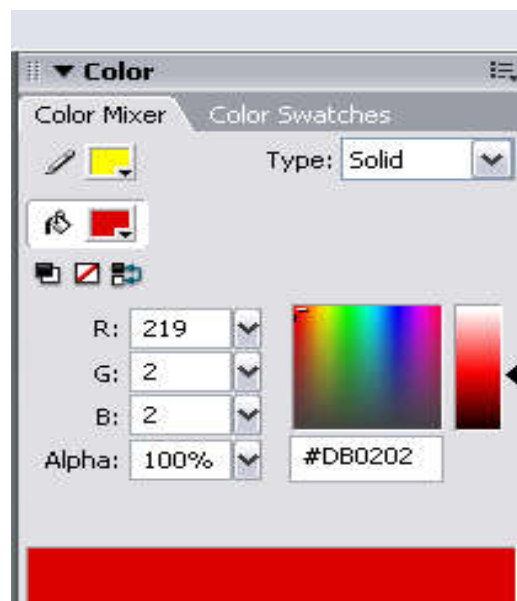 Color
Color Mixer Color Swatches
Type: Solid
R: 219
G: 2
B: 2
Alpha: 100% #DB0202